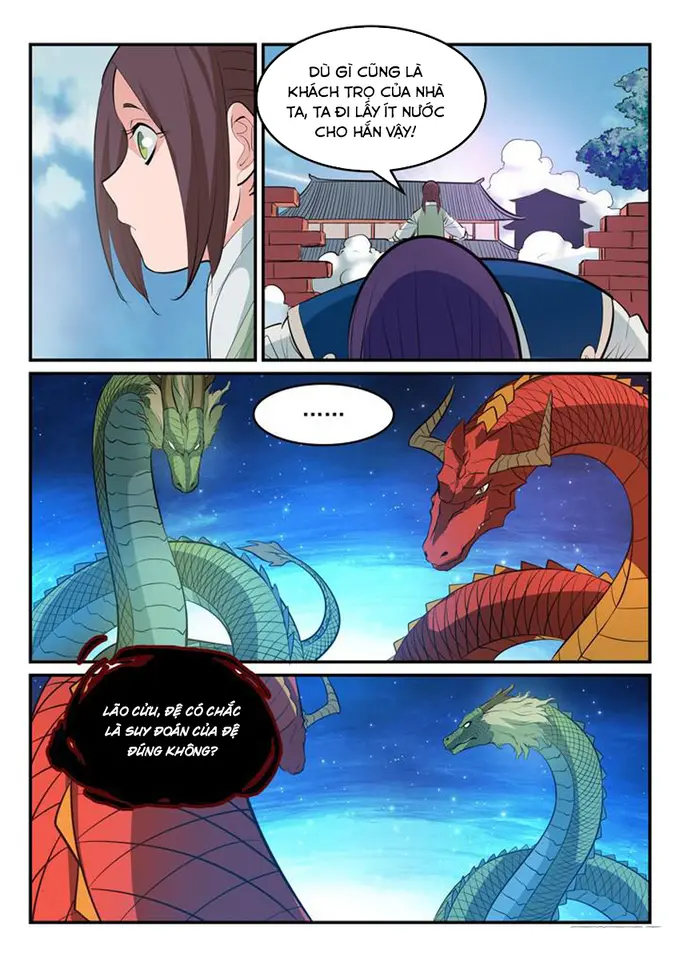 DÙ GÌ CŨNG LÀ
KHÁCH TRỌ CỦA NHÀ
TA, TA ĐI LẤY ÍT NƯỚC
CHO HẮN VẬY!
......
LÃO CỬU, ĐỆ CÓ CHẮC
LÀ SUY ĐOÁN CỦA ĐỆ
ĐÚNG KHÔNG?